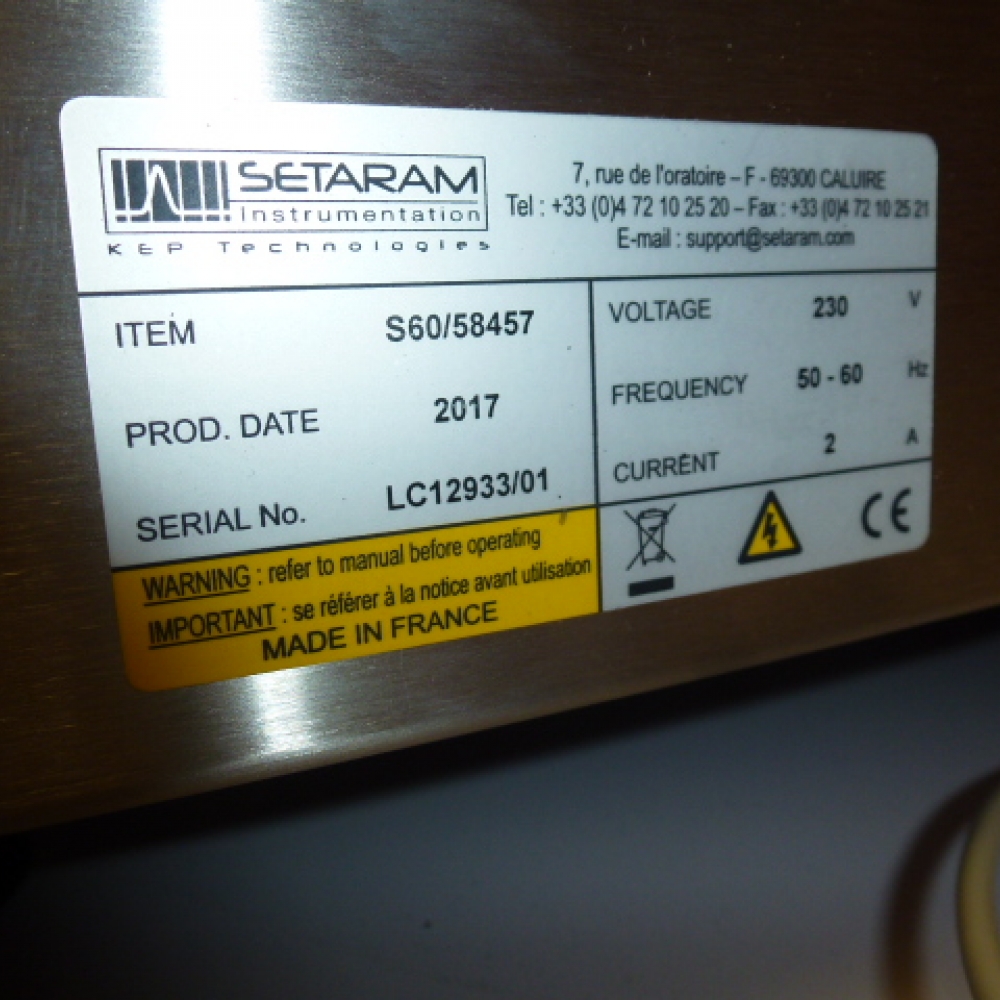 SETARAM
Instrumentation
KEP Technologies
7, rue de l'oratoire – F - 69300 CALUIRE
Tel : +33 (0)4 72 10 25 20 – Fax : +33 (0)4 72 10 25 21
E-mail : support@setaram.com
ITEM S60/58457
PROD. DATE 2017
SERIAL No. LC12933/01
VOLTAGE 230 V
FREQUENCY 50 - 60 Hz
CURRENT 2 A
WARNING : refer to manual before operating
IMPORTANT : se référer à la notice avant utilisation
MADE IN FRANCE
CE